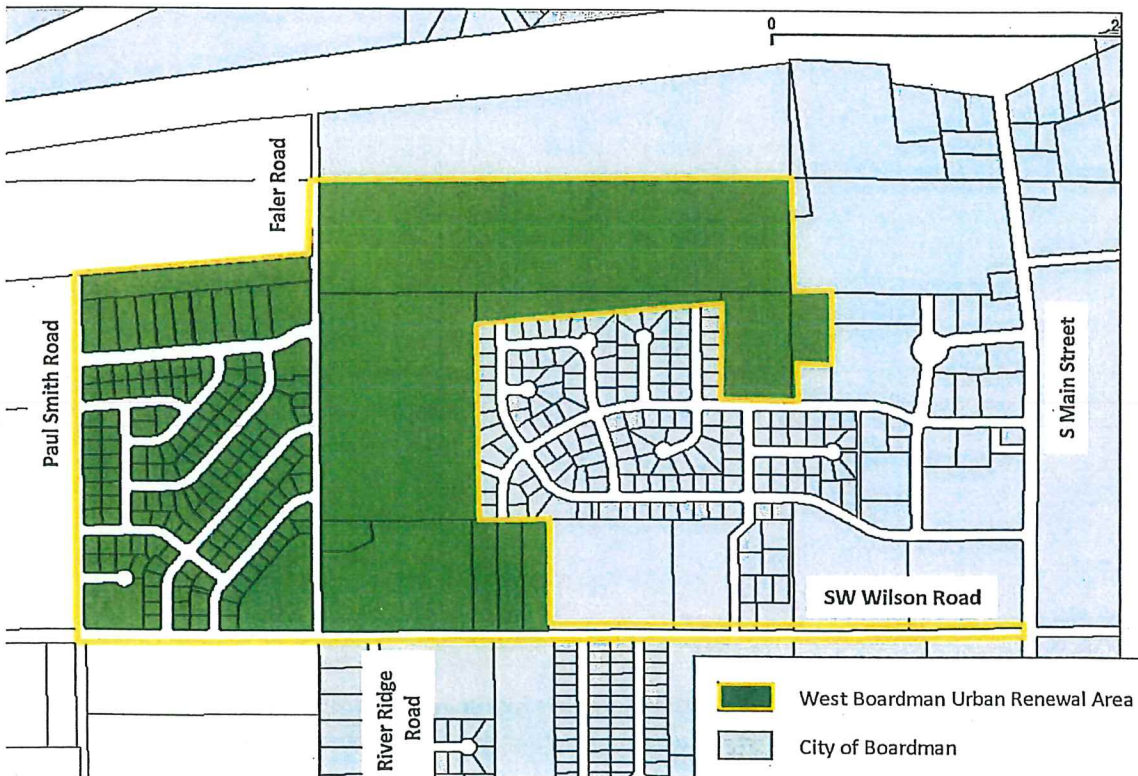 0
2
Faler Road
Paul Smith Road
S Main Street
SW Wilson Road
River Ridge
Road
West Boardman Urban Renewal Area
City of Boardman